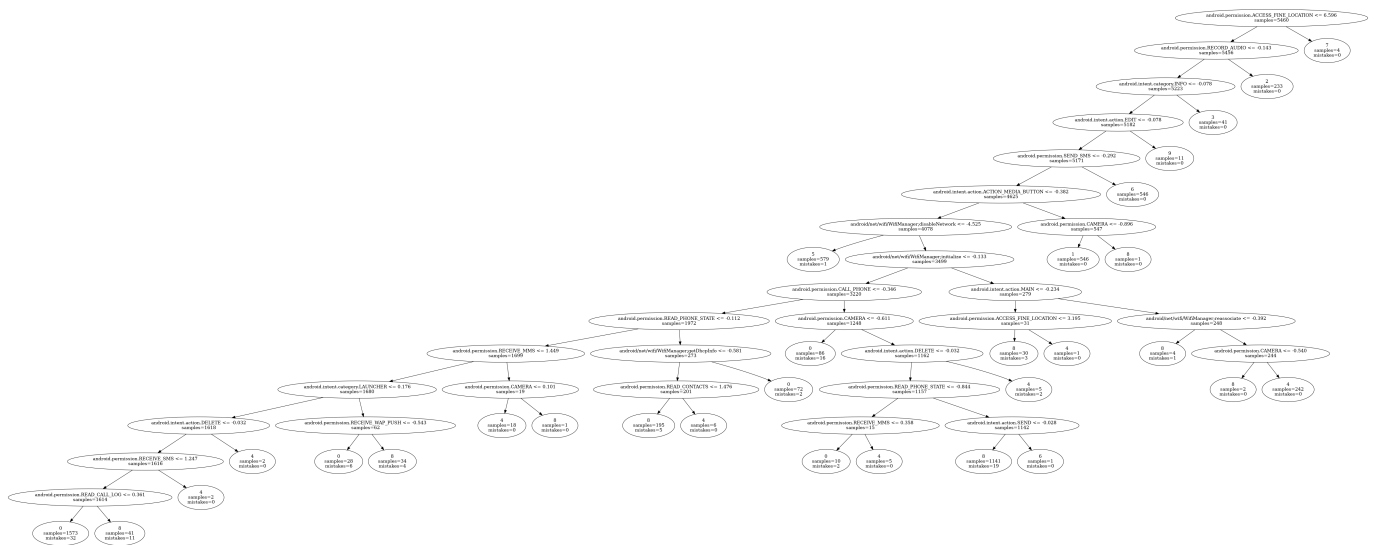 android.permission.ACCESS_FINE_LOCATION <= 6.596
samples=5460
android.permission.RECORD_AUDIO <= -0.143
samples=5456
7
samples=4
mistakes=0
android.intent.category.INFO <= 0.076
samples=5223
2
samples=233
mistakes=0
android.intent.action.EDIT <= -0.078
samples=5182
3
samples=41
mistakes=0
android.permission.SEND_SMS <= -0.292
samples=5171
9
samples=11
mistakes=0
android.intent.action.ACTION_MEDIA_BUTTON <= -0.382
samples=4625
6
samples=546
mistakes=0
android/net/wifi/WifiManager;disableNetwork <= -4.525
samples=4078
android.permission.CAMERA <= -0.896
samples=547
5
samples=579
mistakes=1
android/net/wifi/WifiManager;initialize <= -0.133
samples=3499
1
samples=546
mistakes=0
8
samples=1
mistakes=0
android.permission.CALL_PHONE <= -0.346
samples=3220
android.intent.action.MAIN <= -0.234
samples=279
android.permission.READ_PHONE_STATE <= -0.112
samples=1972
android.permission.CAMERA <= -0.611
samples=1248
android.permission.ACCESS_FINE_LOCATION <= 3.195
samples=31
android/net/wifi/WifiManager;reassociate <= -0.392
samples=248
android.permission.RECEIVE_MMS <= 1.449
samples=1699
android/net/wifi/WifiManager;getDhcpInfo <= -0.501
samples=273
0
samples=86
mistakes=16
android.intent.action.DELETE <= -0.032
samples=1162
8
samples=30
mistakes=3
4
samples=1
mistakes=0
8
samples=4
mistakes=1
android.permission.CAMERA <= -0.540
samples=244
android.intent.category.LAUNCHER <= 0.176
samples=1680
android.permission.CAMERA <= 0.101
samples=19
android.permission.READ_CONTACTS <= 1.476
samples=201
0
samples=72
mistakes=2
android.permission.READ_PHONE_STATE <= -0.844
samples=1157
4
samples=5
mistakes=2
8
samples=2
mistakes=0
4
samples=242
mistakes=0
android.intent.action.DELETE <= -0.032
samples=1618
android.permission.RECEIVE_WAP_PUSH <= -0.543
samples=62
4
samples=18
mistakes=0
8
samples=1
mistakes=0
8
samples=195
mistakes=5
4
samples=6
mistakes=0
android.permission.RECEIVE_MMS <= 0.358
samples=15
android.intent.action.SEND <= -0.028
samples=1142
android.permission.RECEIVE_SMS <= 1.247
samples=1616
4
samples=2
mistakes=0
0
samples=28
mistakes=6
8
samples=34
mistakes=4
0
samples=10
mistakes=2
4
samples=5
mistakes=0
8
samples=1141
mistakes=19
6
samples=1
mistakes=0
android.permission.READ_CALL_LOG <= 0.361
samples=1614
4
samples=2
mistakes=0
0
samples=1573
mistakes=32
8
samples=41
mistakes=11